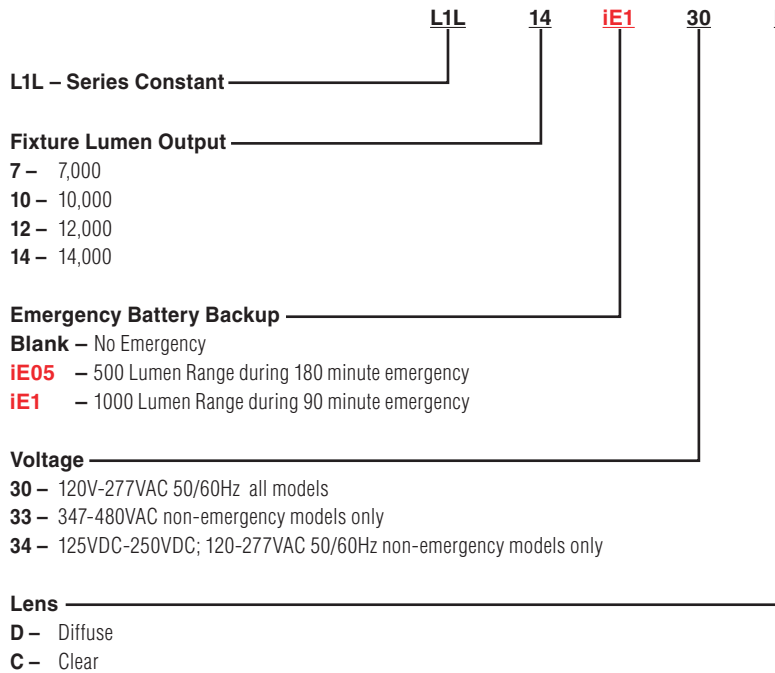 L1L 14 iE1 30
L1L – Series Constant
Fixture Lumen Output
7 – 7,000
10 – 10,000
12 – 12,000
14 – 14,000
Emergency Battery Backup
Blank – No Emergency
iE05 – 500 Lumen Range during 180 minute emergency
iE1 – 1000 Lumen Range during 90 minute emergency
Voltage
30 – 120V-277VAC 50/60Hz all models
33 – 347-480VAC non-emergency models only
34 – 125VDC-250VDC; 120-277VAC 50/60Hz non-emergency models only
Lens
D – Diffuse
C – Clear